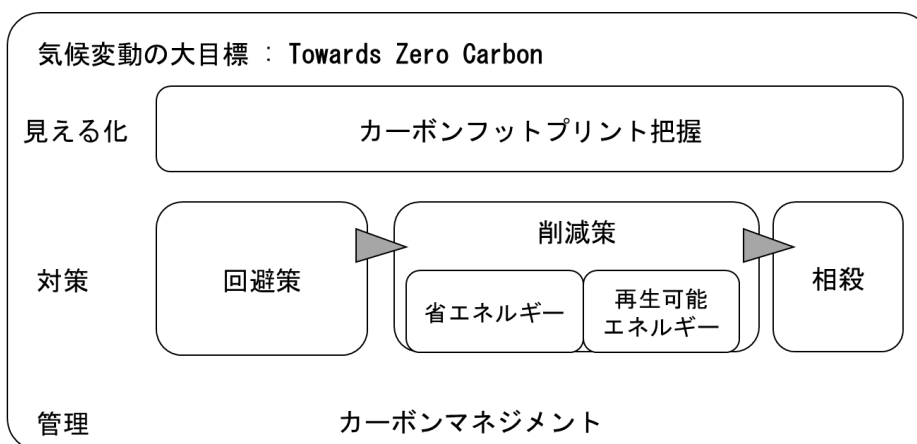 気候変動の大目標：Towards Zero Carbon
見える化
カーボンフットプリント把握
対策
回避策
削減策
省エネルギー
再生可能
エネルギー
相殺
管理
カーボンマネジメント